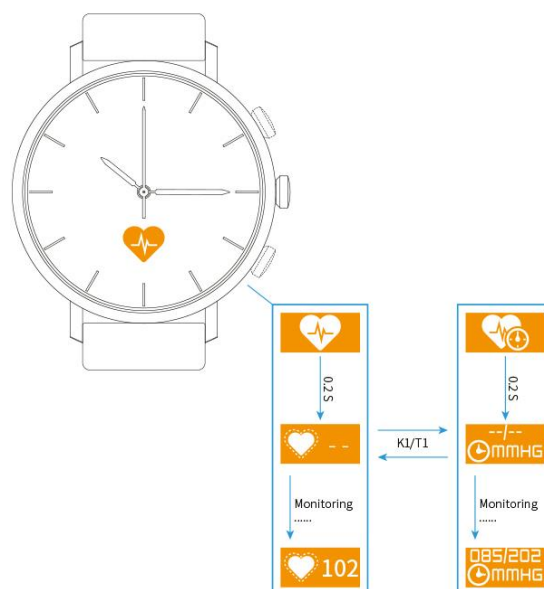 0.2 S
0.2 S
- -
K1/T1
--/--
MMHG
Monitoring
......
Monitoring
......
102
085/202
MMHG